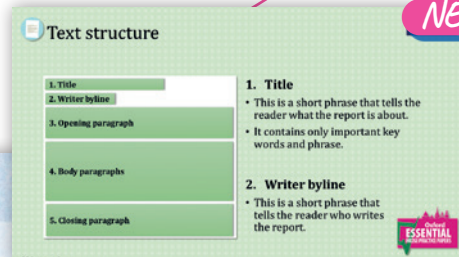 NE
Text structure
1. Title
2. Writer byline
3. Opening paragraph
4. Body paragraphs
5. Closing paragraph
1. Title
• This is a short phrase that tells the
reader what the report is about.
• It contains only important key
words and phrase.
2. Writer byline
• This is a short phrase that
tells the reader who writes
the report.
Oxford
ESSENTIAL